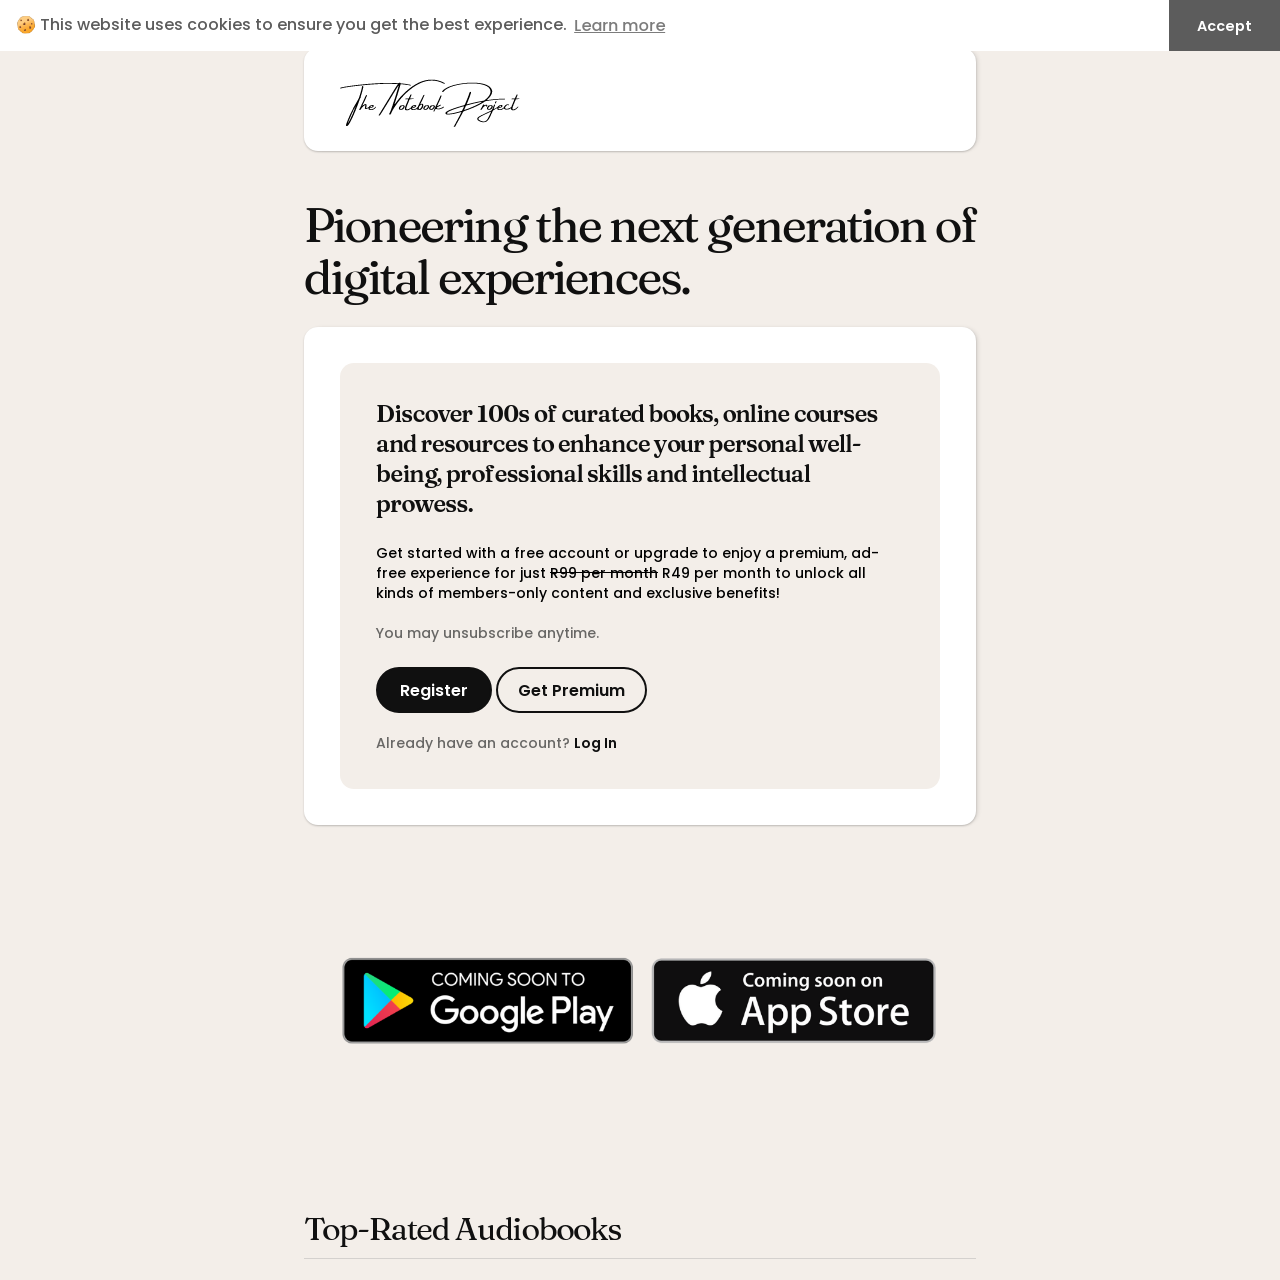 🍪 This website uses cookies to ensure you get the best experience. Learn more
Accept
The Notebook Project
Pioneering the next generation of
digital experiences.
Discover 100s of curated books, online courses
and resources to enhance your personal well-
being, professional skills and intellectual
prowess.
Get started with a free account or upgrade to enjoy a premium, ad-
free experience for just R99 per month R49 per month to unlock all
kinds of members-only content and exclusive benefits!
You may unsubscribe anytime.
Register
Get Premium
Already have an account? Log In
COMING SOON TO
Google Play
Coming soon on
App Store
Top-Rated Audiobooks